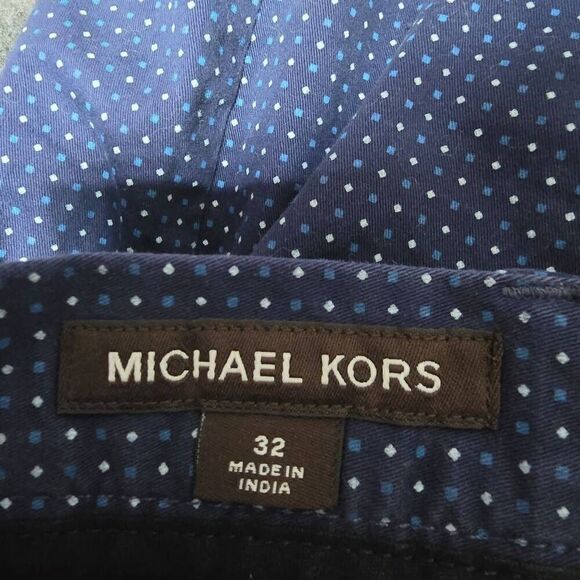 MICHAEL KORS
32
MADE IN
INDIA